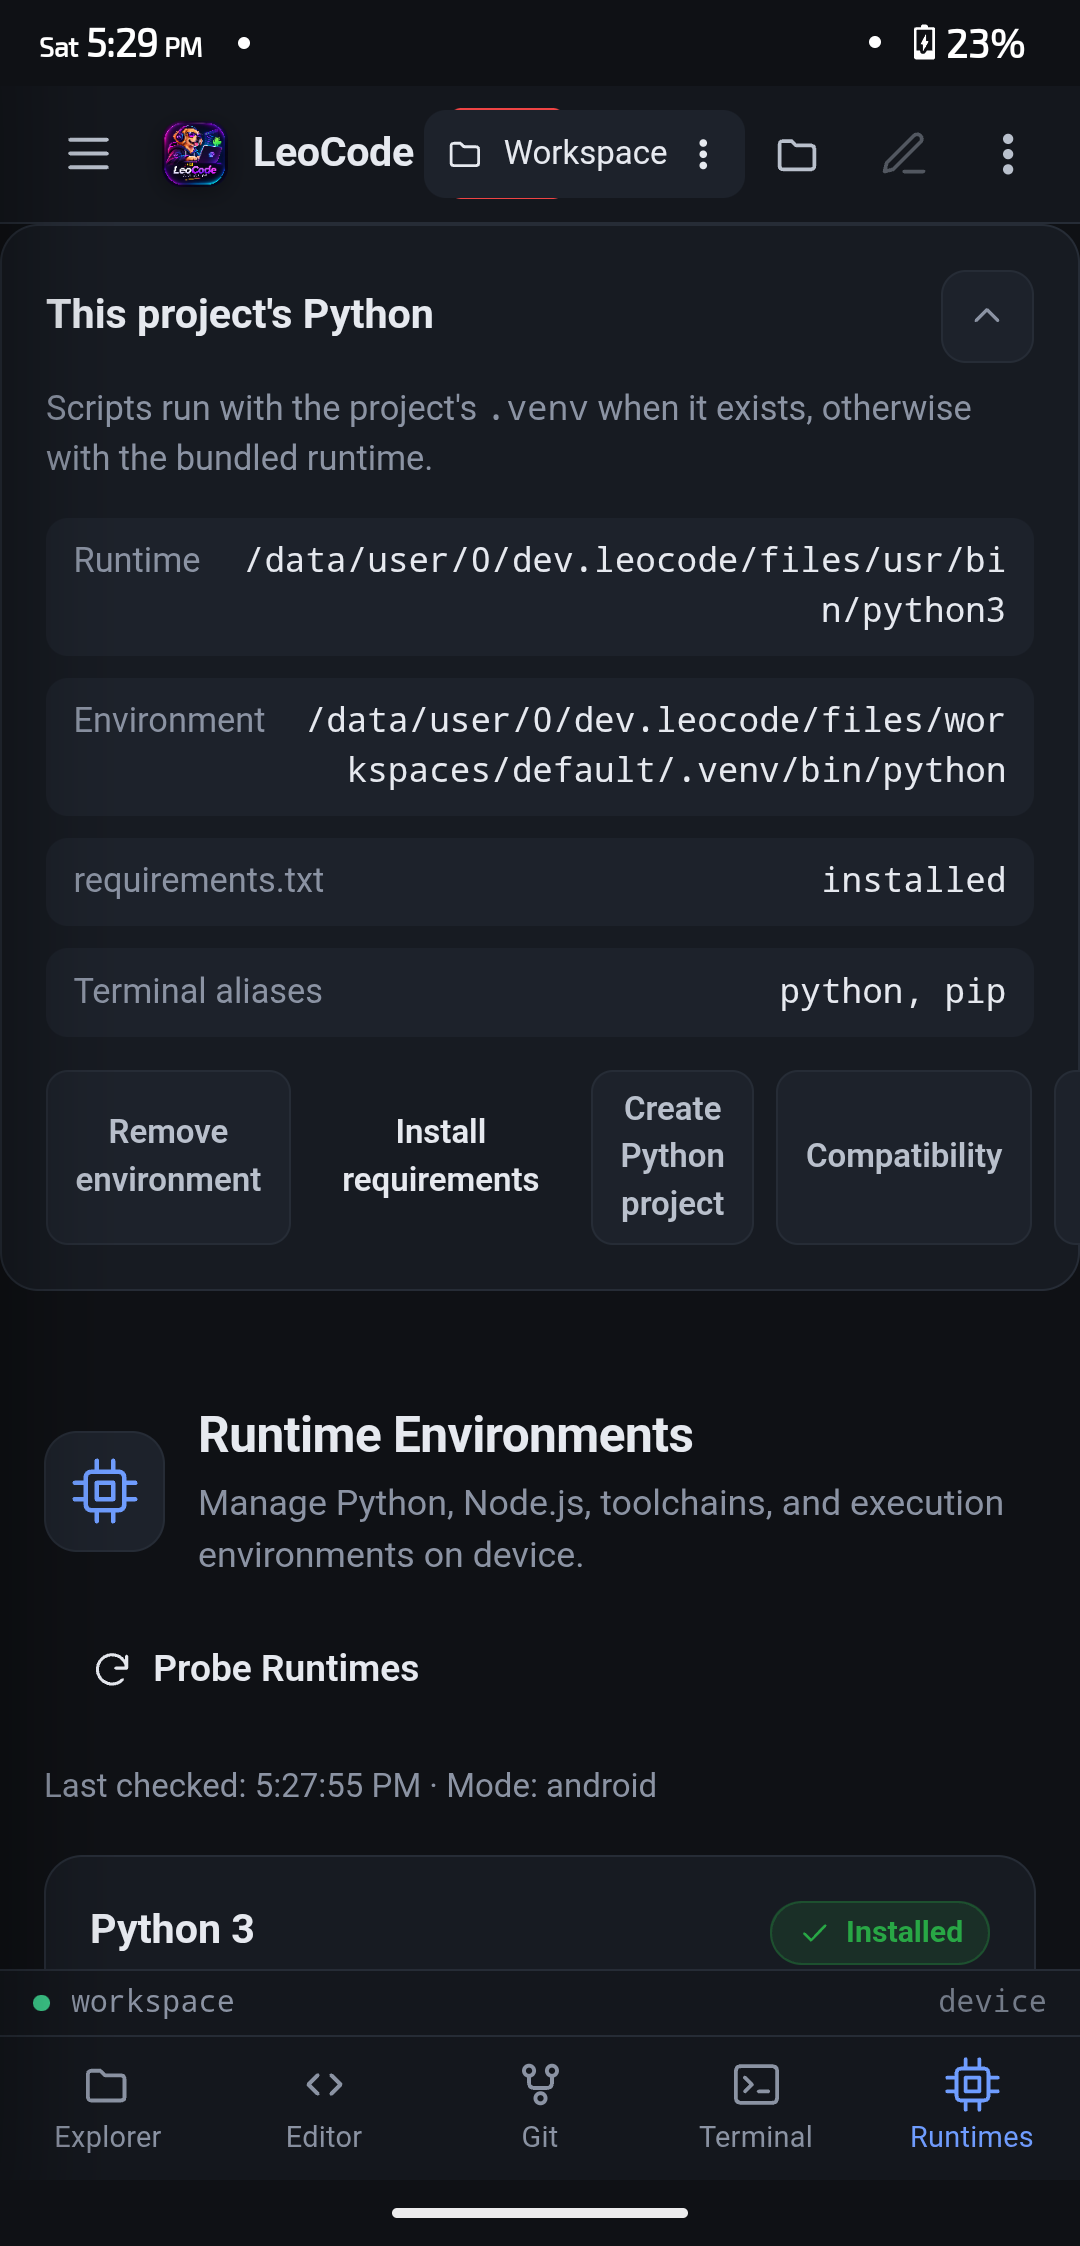 Sat 5:29 PM
23%
LeoCode
LeoCode
Workspace
This project's Python
Scripts run with the project's .venv when it exists, otherwise
with the bundled runtime.
Runtime /data/user/0/dev.leocode/files/usr/bi
n/python3
Environment /data/user/0/dev.leocode/files/wor
kspaces/default/.venv/bin/python
requirements.txt installed
Terminal aliases python, pip
Remove
environment
Install
requirements
Create
Python
project
Compatibility
Runtime Environments
Manage Python, Node.js, toolchains, and execution
environments on device.
Probe Runtimes
Last checked: 5:27:55 PM · Mode: android
Python 3
Installed
workspace device
Explorer
Editor
Git
Terminal
Runtimes